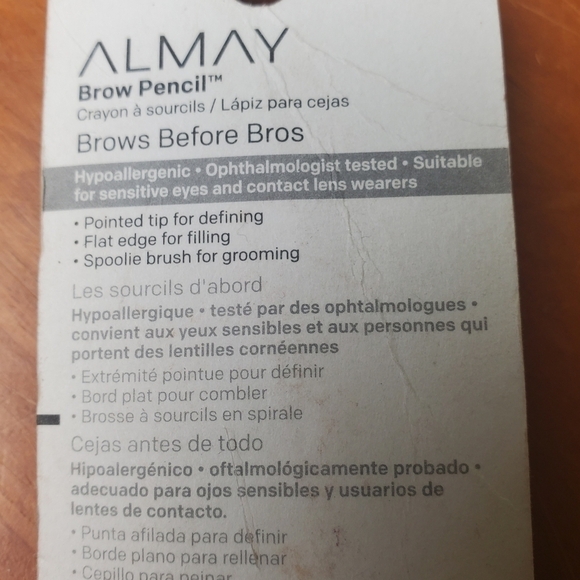 ALMAY
Brow Pencil™
Crayon à sourcils / Lápiz para cejas
Brows Before Bros
Hypoallergenic • Ophthalmologist tested • Suitable
for sensitive eyes and contact lens wearers
• Pointed tip for defining
• Flat edge for filling
• Spoolie brush for grooming
Les sourcils d'abord
Hypoallergique • testé par des ophtalmologues •
convient aux yeux sensibles et aux personnes qui
portent des lentilles cornéennes
• Extrémité pointue pour définir
• Bord plat pour combler
• Brosse à sourcils en spirale
Cejas antes de todo
Hipoalergénico • oftalmológicamente probado •
adecuado para ojos sensibles y usuarios de
lentes de contacto.
• Punta afilada para definir
• Borde plano para rellenar
• Cepillo para peinar